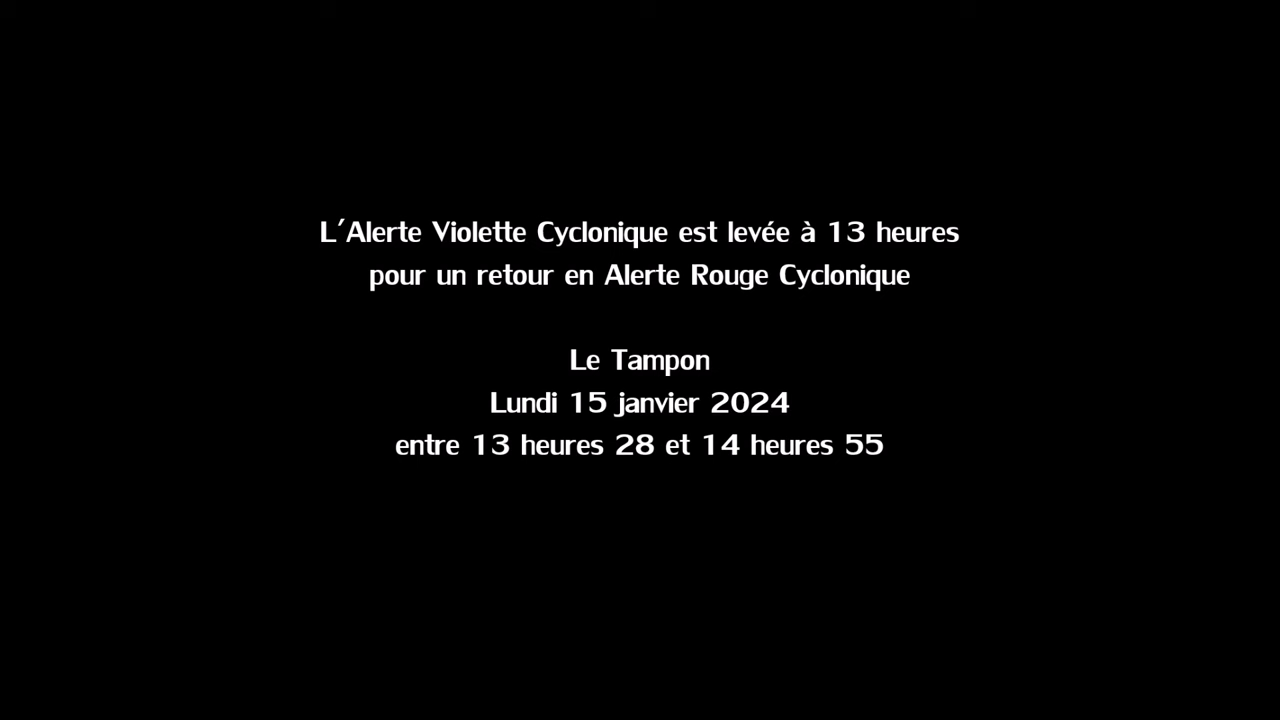 L'Alerte Violette Cyclonique est levée à 13 heures
pour un retour en Alerte Rouge Cyclonique
Le Tampon
Lundi 15 janvier 2024
entre 13 heures 28 et 14 heures 55